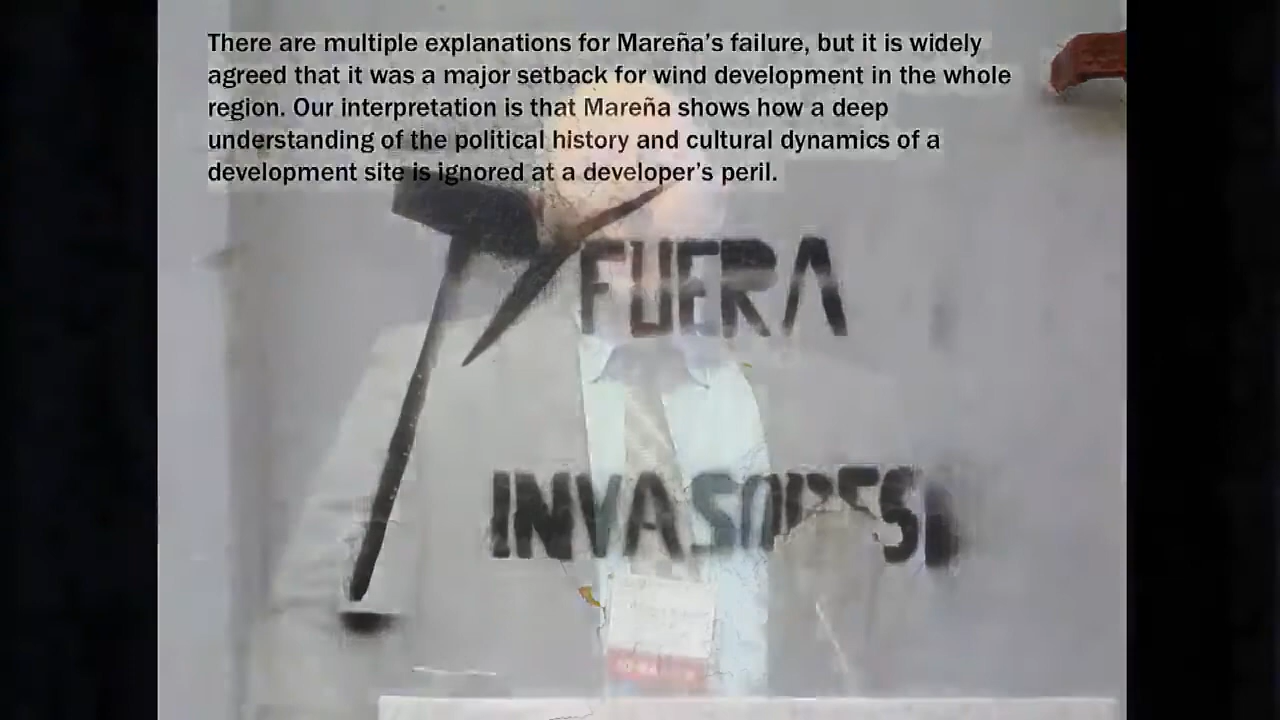 There are multiple explanations for Mareña's failure, but it is widely
agreed that it was a major setback for wind development in the whole
region. Our interpretation is that Mareña shows how a deep
understanding of the political history and cultural dynamics of a
development site is ignored at a developer's peril.
FUERA
INVASORES